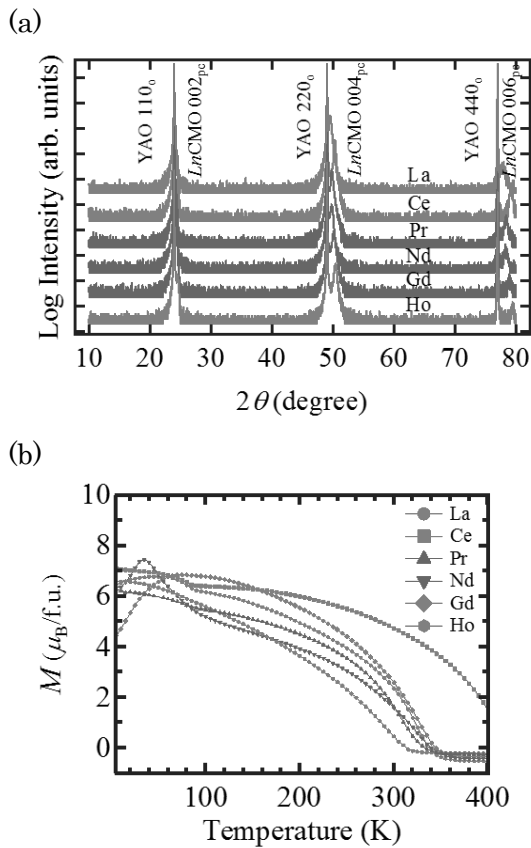 (a)
Log Intensity (arb. units)
YAO 110o
LnCMO 002pc
YAO 220o
LnCMO 004pc
YAO 440o
LnCMO 006pc
La
Ce
Pr
Nd
Gd
Ho
10 20 30 40 50 60 70 80
2θ (degree)
(b)
M (μB/f.u.)
10
8
6
4
2
0
La
Ce
Pr
Nd
Gd
Ho
100 200 300 400
Temperature (K)